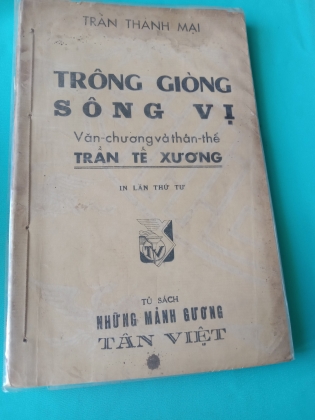 TRẦN THANH MẠI
TRÔNG GIÒNG
SÔNG VỊ
Văn-chương và thân-thế
TRẦN TẾ XƯƠNG
IN LẦN THỨ TƯ
TV
TỦ SÁCH
NHỮNG MẢNH GƯƠNG
TÂN VIỆT